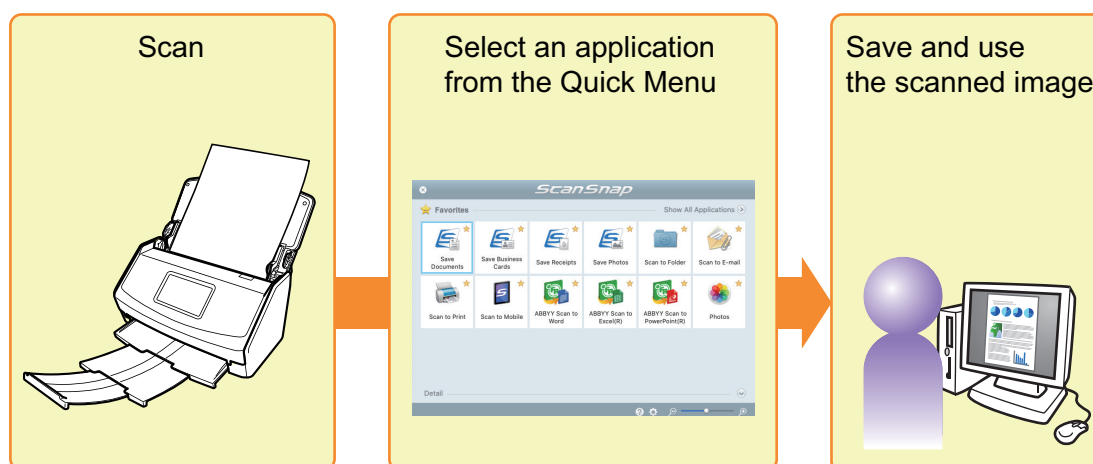 Scan
Select an application
from the Quick Menu
Save and use
the scanned image
ScanSnap
Favorites
Show All Applications
Save
Documents
Save Business
Cards
Save Receipts
Save Photos
Scan to Folder
Scan to E-mail
Scan to Print
Scan to Mobile
ABBYY Scan to
Word
ABBYY Scan to
Excel(R)
ABBYY Scan to
PowerPoint(R)
Photos
Detail